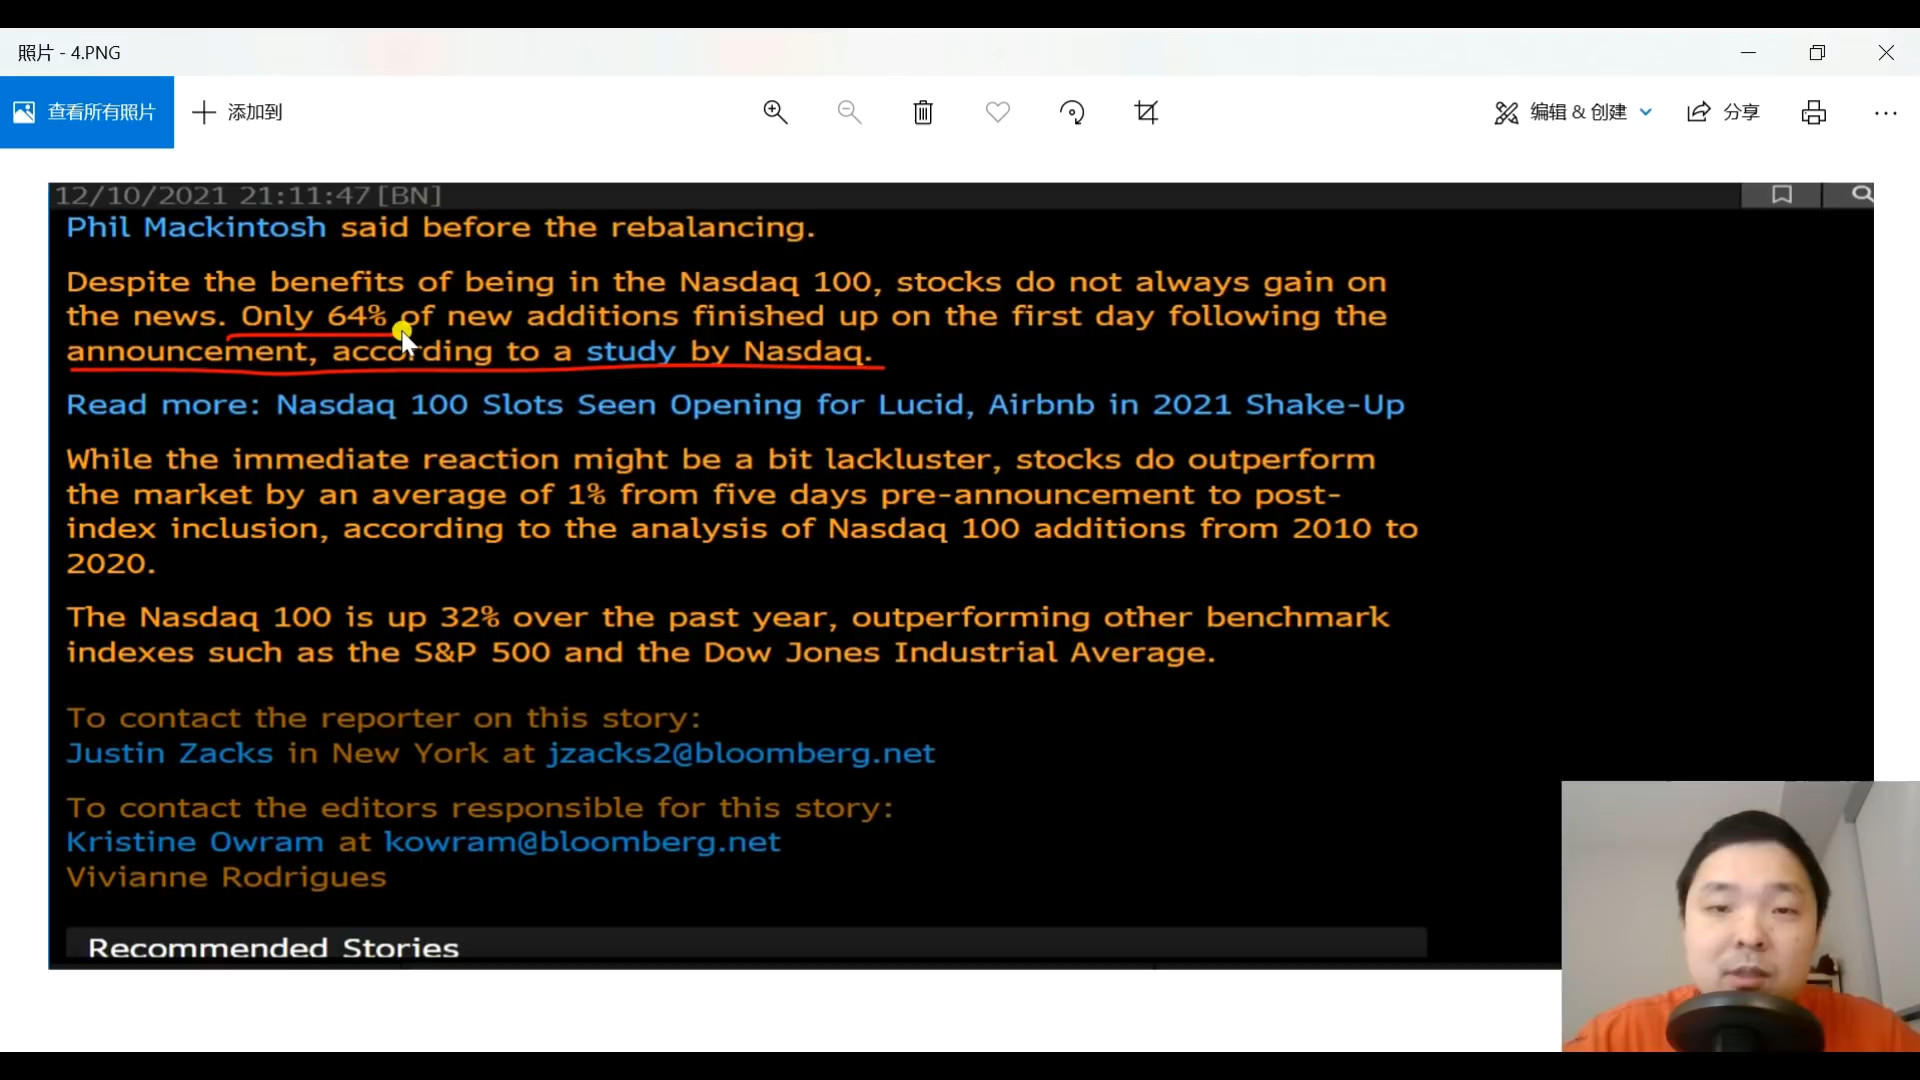 照片 - 4.PNG
查看所有照片
添加到
编辑 & 创建
分享
12/10/2021 21:11:47[BN]
Phil Mackintosh said before the rebalancing.
Despite the benefits of being in the Nasdaq 100, stocks do not always gain on
the news. Only 64% of new additions finished up on the first day following the
announcement, according to a study by Nasdaq.
Read more: Nasdaq 100 Slots Seen Opening for Lucid, Airbnb in 2021 Shake-Up
While the immediate reaction might be a bit lackluster, stocks do outperform
the market by an average of 1% from five days pre-announcement to post-
index inclusion, according to the analysis of Nasdaq 100 additions from 2010 to
2020.
The Nasdaq 100 is up 32% over the past year, outperforming other benchmark
indexes such as the S&P 500 and the Dow Jones Industrial Average.
To contact the reporter on this story:
Justin Zacks in New York at jzacks2@bloomberg.net
To contact the editors responsible for this story:
Kristine Owram at kowram@bloomberg.net
Vivianne Rodrigues
Recommended Stories